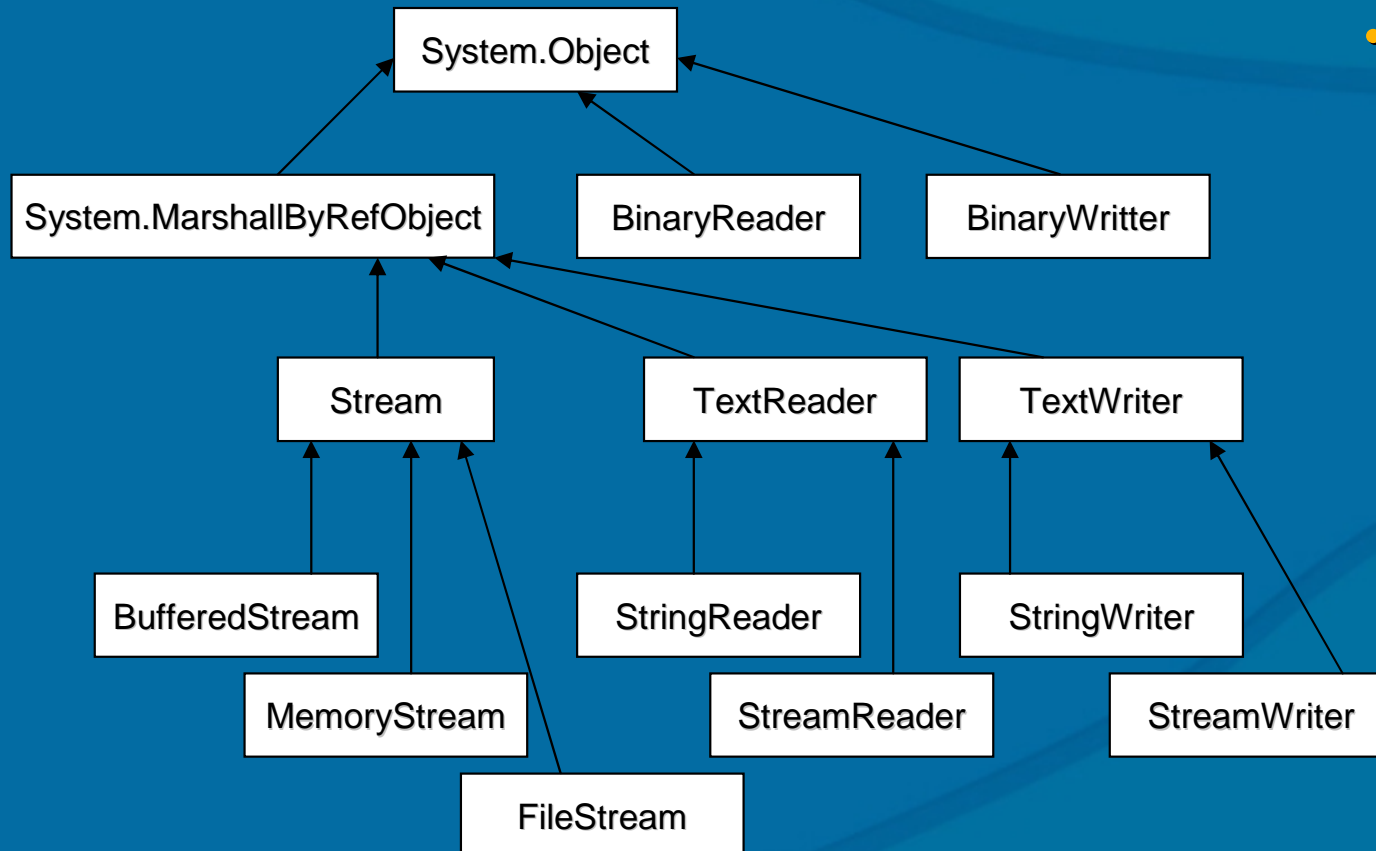 System.Object
System.MarshallByRefObject
BinaryReader
BinaryWritter
Stream
TextReader
TextWriter
BufferedStream
StringReader
StringWriter
MemoryStream
StreamReader
StreamWriter
FileStream